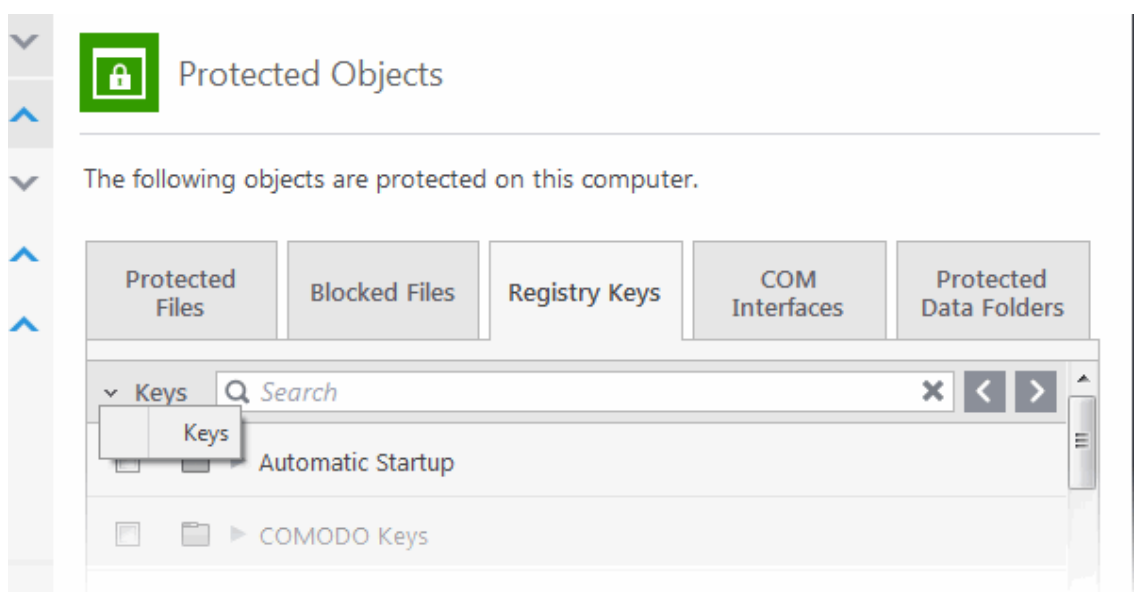 Protected Objects
The following objects are protected on this computer.
Protected
Files
Blocked Files
Registry Keys
COM
Interfaces
Protected
Data Folders
Keys Search
Keys
Automatic Startup
COMODO Keys